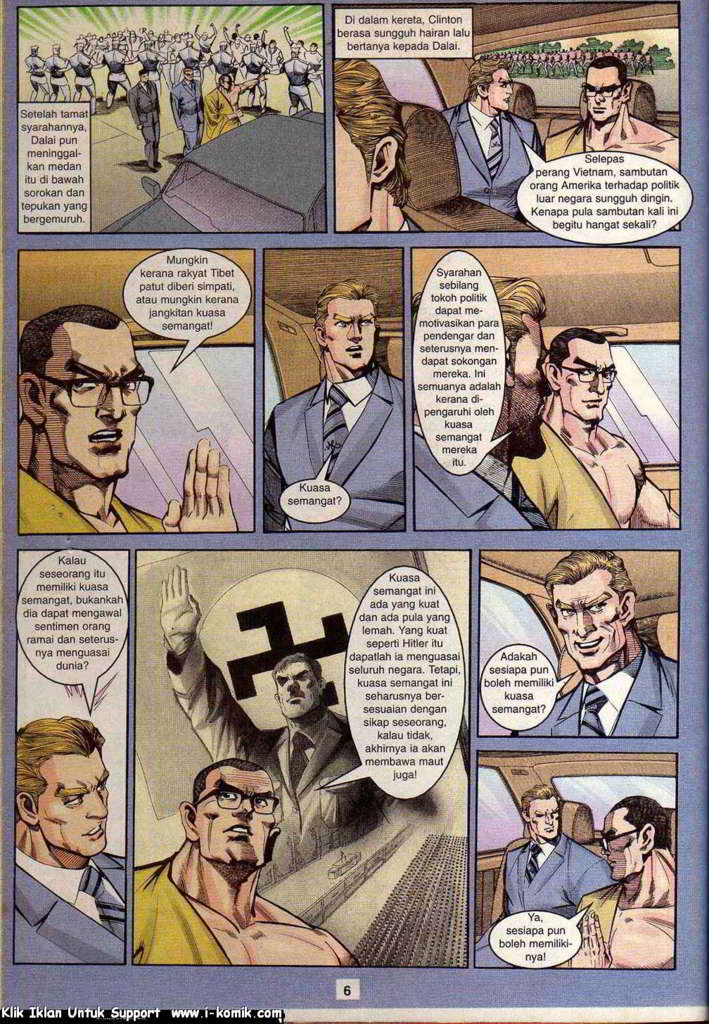 Setelah tamat
syarahannya,
Dalai pun
meninggal-
kan medan
itu di bawah
sorokan dan
tepukan yang
bergemuruh.
Di dalam kereta, Clinton
berasa sungguh hairan lalu
bertanya kepada Dalai.
Selepas
perang Vietnam, sambutan
orang Amerika terhadap politik
luar negara sungguh dingin.
Kenapa pula sambutan kali ini
begitu hangat sekali?
Mungkin
kerana rakyat Tibet
patut diberi simpati,
atau mungkin kerana
jangkitan kuasa
semangat!
Kuasa
semangat?
Syarahan
sebilang
tokoh politik
dapat me-
motivasikan para
pendengar dan
seterusnya men-
dapat sokongan
mereka. Ini
semuanya adalah
kerana di-
pengaruhi oleh
kuasa
semangat
mereka
itu.
Kalau
seseorang itu
memiliki kuasa
semangat, bukankah
dia dapat mengawal
sentimen orang
ramai dan seterus-
nya menguasai
dunia?
Kuasa
semangat ini
ada yang kuat
dan ada pula yang
lemah. Yang kuat
seperti Hitler itu
dapatlah ia menguasai
seluruh negara. Tetapi,
kuasa semangat ini
seharusnya ber-
sesuaian dengan
sikap seseorang,
kalau tidak,
akhirnya ia akan
membawa maut
juga!
Adakah
sesiapa pun
boleh memiliki
kuasa
semangat?
Ya,
sesiapa pun
boleh memiliki-
nya!
6
Klik Iklan Untuk Support www.i-komik.com